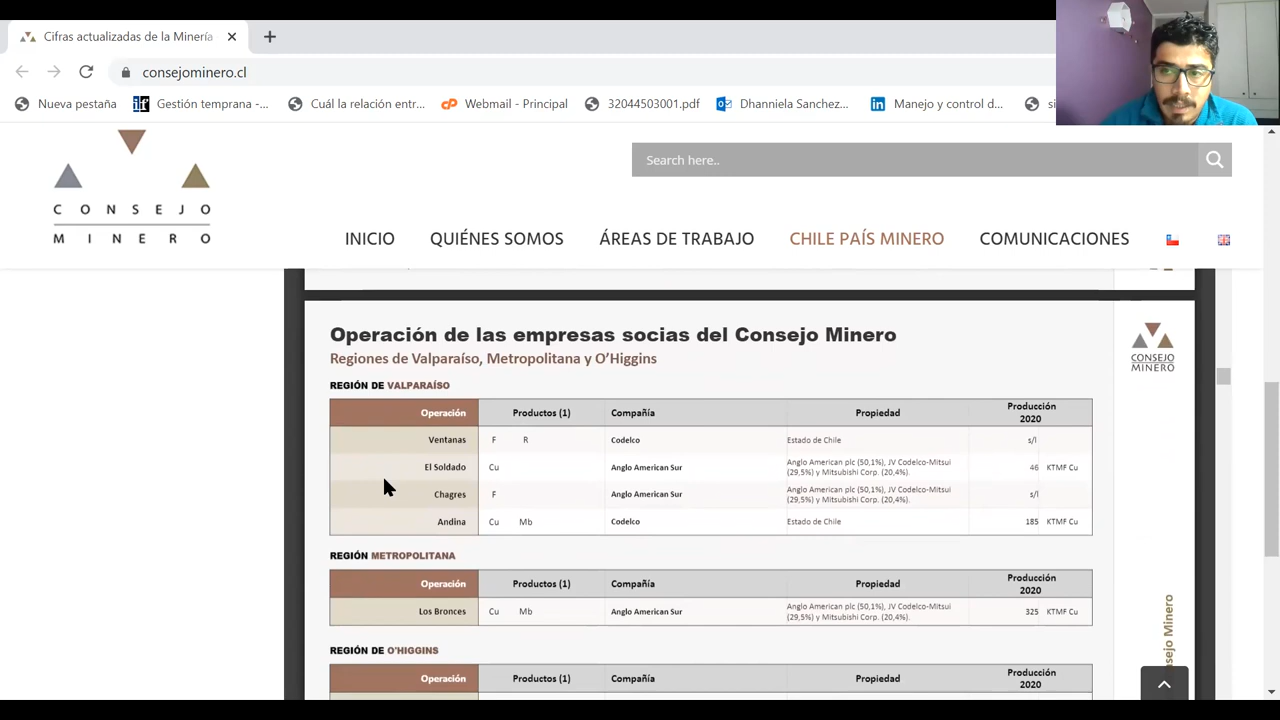 Cifras actualizadas de la Minería
consejominero.cl
Nueva pestaña
Gestión temprana -...
Cuál la relación entr...
Webmail - Principal
32044503001.pdf
Dhanniela Sanchez...
Manejo y control d...
CONSEJO
MINERO
Search here..
INICIO
QUIÉNES SOMOS
ÁREAS DE TRABAJO
CHILE PAÍS MINERO
COMUNICACIONES
Operación de las empresas socias del Consejo Minero
Regiones de Valparaíso, Metropolitana y O'Higgins
CONSEJO
MINERO
REGIÓN DE VALPARAÍSO
Operación Productos (1) Compañía Propiedad Producción
2020
Ventanas F R Codelco Estado de Chile s/i
El Soldado Cu Anglo American Sur Anglo American plc (50,1%), JV Codelco-Mitsui
(29,5%) y Mitsubishi Corp. (20,4%). 46 KTMF Cu
Chagres F Anglo American Sur Anglo American plc (50,1%), JV Codelco-Mitsui
(29,5%) y Mitsubishi Corp. (20,4%). s/i
Andina Cu Mb Codelco Estado de Chile 185 KTMF Cu
REGIÓN METROPOLITANA
Operación Productos (1) Compañía Propiedad Producción
2020
Los Bronces Cu Mb Anglo American Sur Anglo American plc (50,1%), JV Codelco-Mitsui
(29,5%) y Mitsubishi Corp. (20,4%). 325 KTMF Cu
REGIÓN DE O'HIGGINS
Operación Productos (1) Compañía Propiedad Producción
2020
Minero